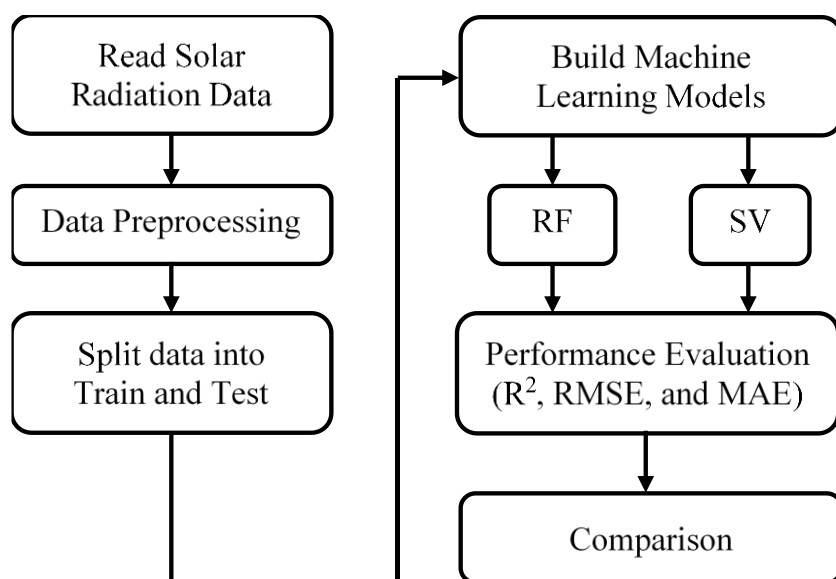 Read Solar
Radiation Data
Data Preprocessing
Split data into
Train and Test
Build Machine
Learning Models
RF
SV
Performance Evaluation
(R², RMSE, and MAE)
Comparison